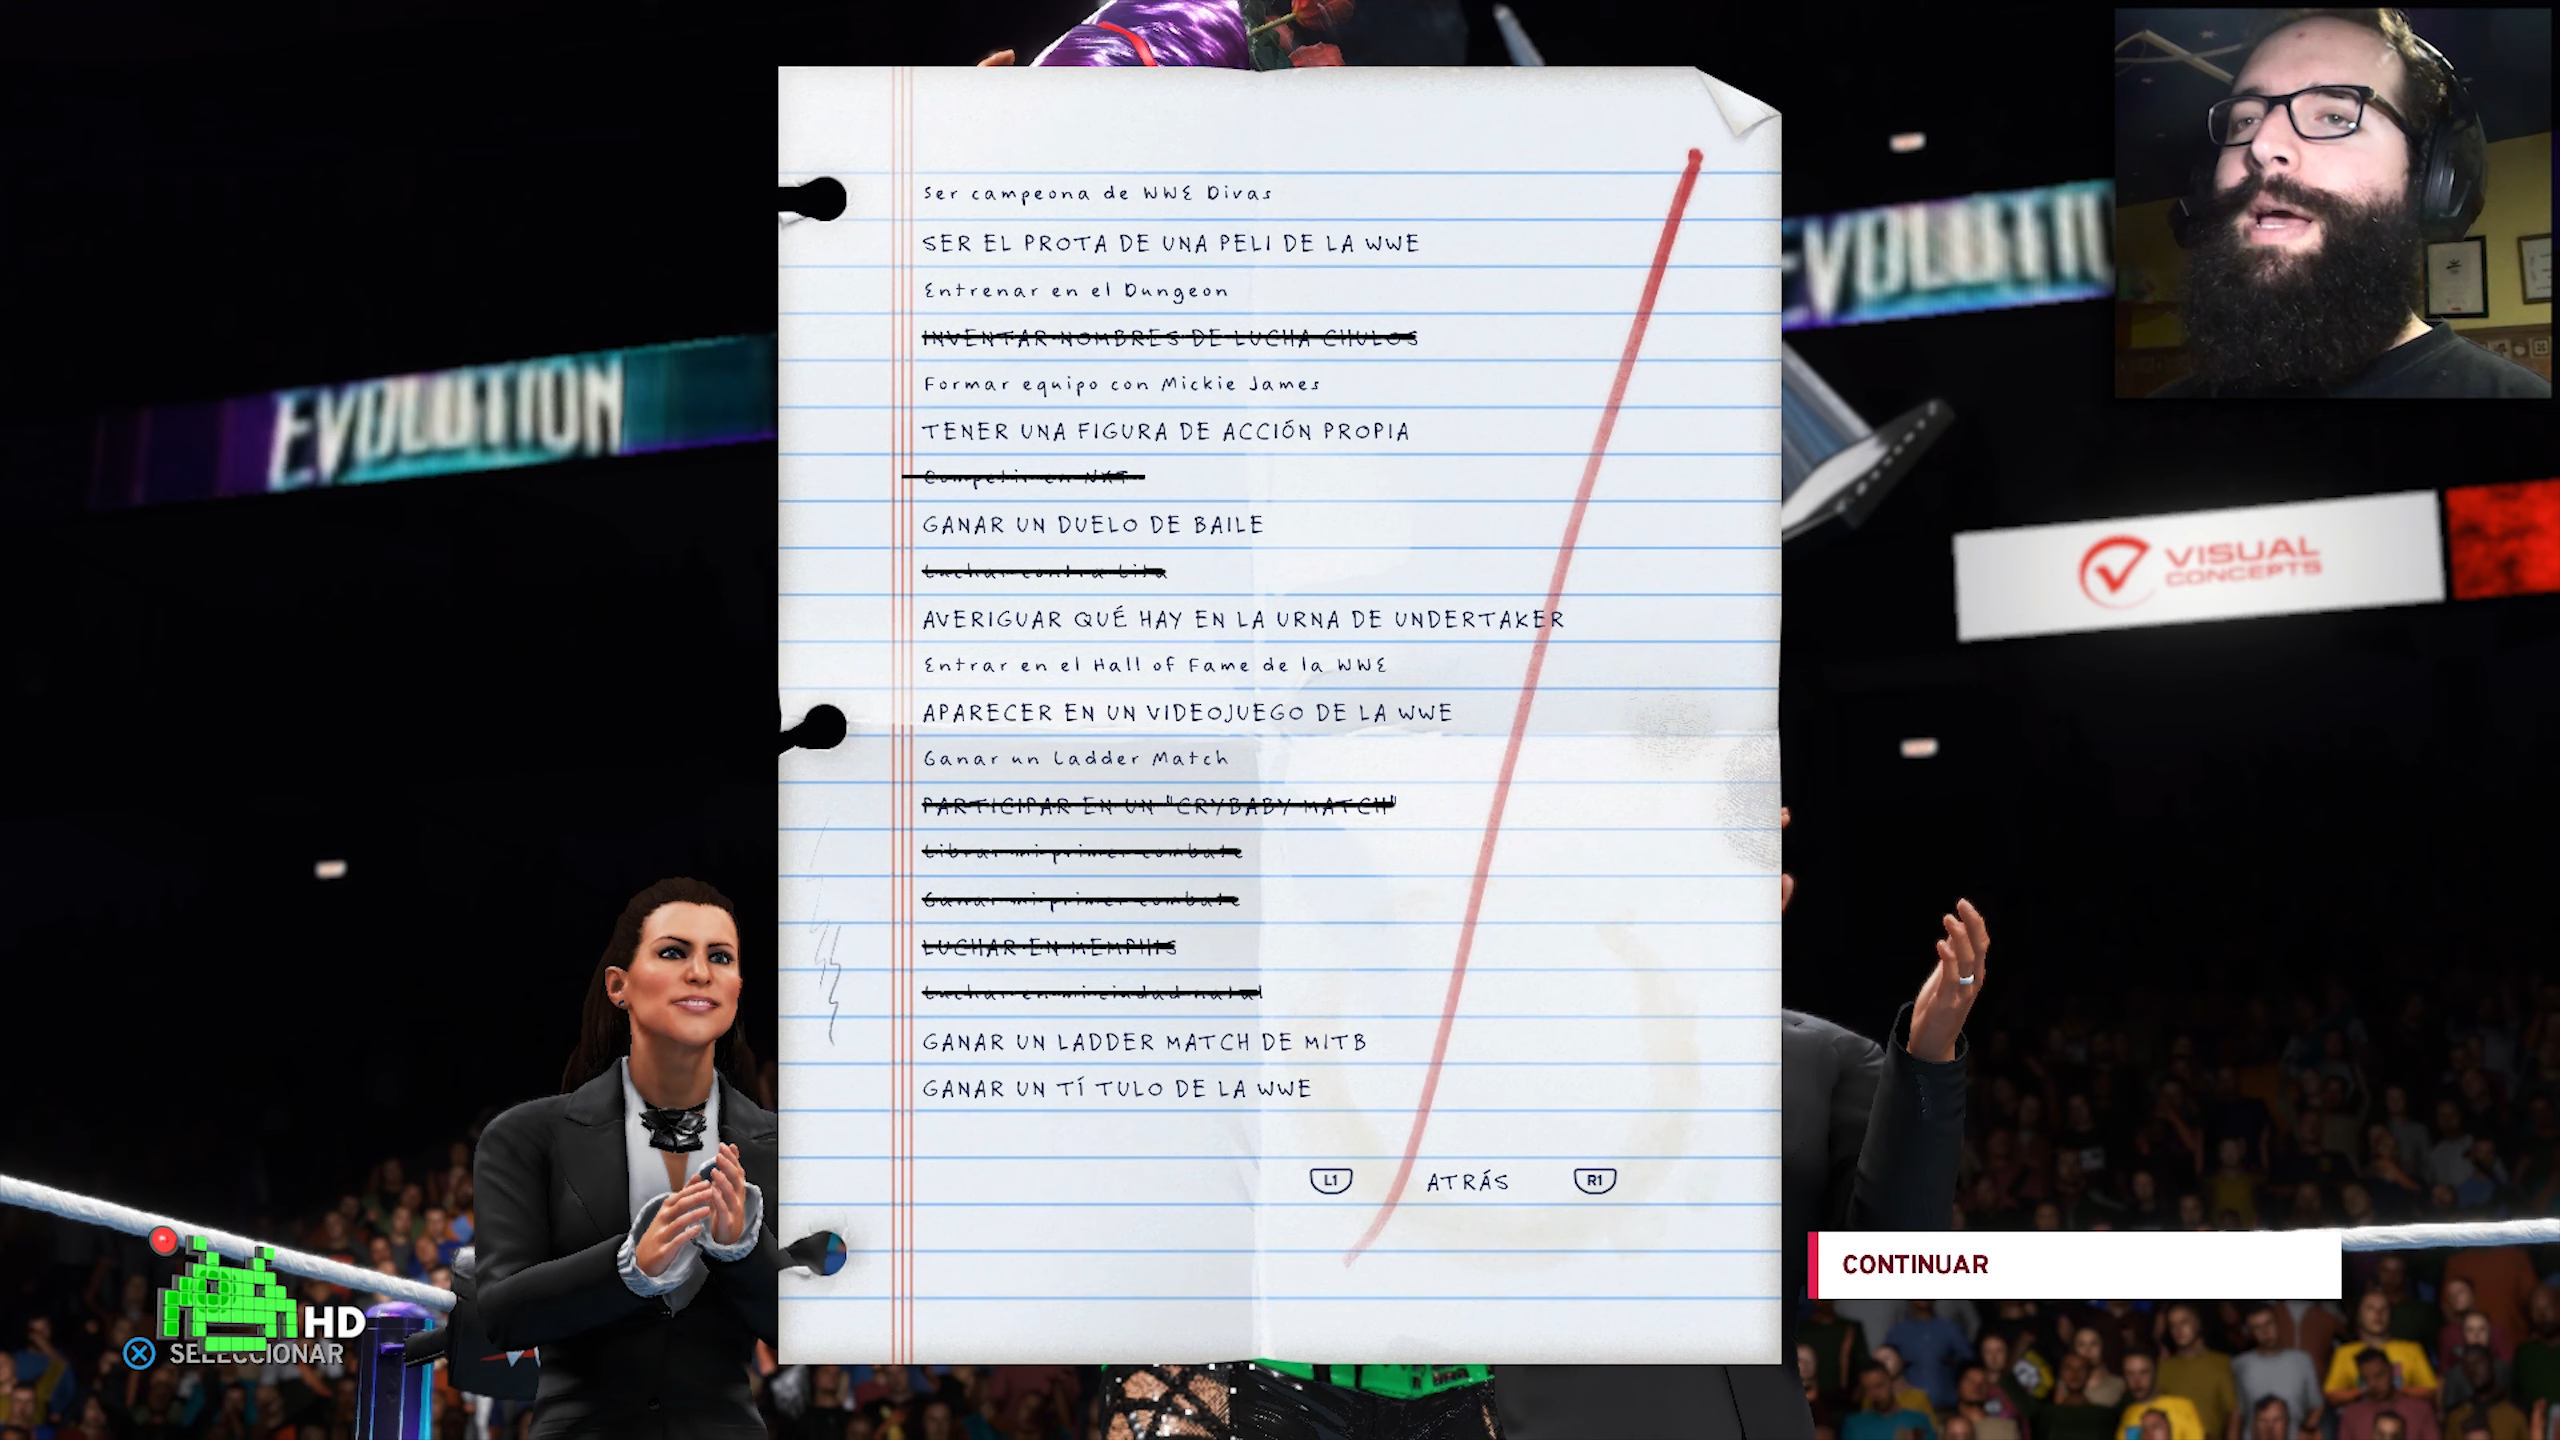 Ser campeona de WWE Divas
SER EL PROTA DE UNA PELI DE LA WWE
Entrenar en el Dungeon
INVENTAR NOMBRES DE LUCHA CHULOS
Formar equipo con Mickie James
TENER UNA FIGURA DE ACCIÓN PROPIA
Competir en NXT
GANAR UN DUELO DE BAILE
Luchar contra Lita
AVERIGUAR QUÉ HAY EN LA URNA DE UNDERTAKER
Entrar en el Hall of Fame de la WWE
APARECER EN UN VIDEOJUEGO DE LA WWE
Ganar un Ladder Match
PARTICIPAR EN UN "CRYBABY MATCH"
Librar mi primer combate
Ganar mi primer combate
LUCHAR EN MEMPHIS
Luchar en mi ciudad natal
GANAR UN LADDER MATCH DE MITB
GANAR UN TÍ TULO DE LA WWE
L1 ATRÁS R1
EVOLUTION
EVOLUTIO
VISUAL
CONCEPTS
CONTINUAR
HD
SELECCIONAR